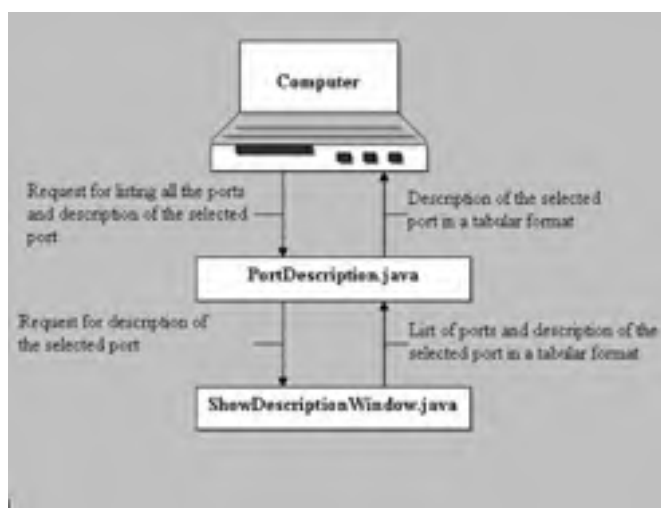 Computer
Request for listing all the ports
and description of the selected
port
Description of the selected
port in a tabular format
PortDescription.java
Request for description of
the selected port
List of ports and description of the
selected port in a tabular format
ShowDescriptionWindow.java